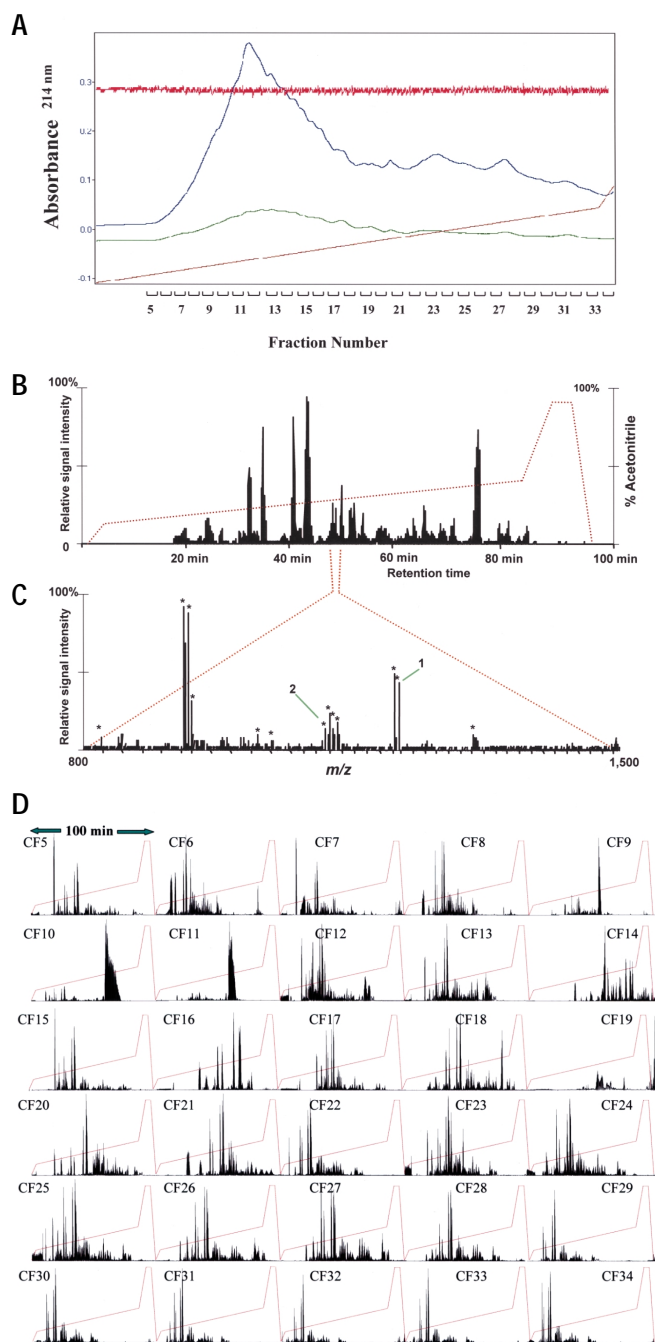 A
Absorbance 214 nm
0.3
0.2
0.1
0.0
-0.1
5 7 9 11 13 15 17 19 21 23 25 27 29 31 33
Fraction Number
B
100%
Relative signal intensity
0
100%
% Acetonitrile
20 min 40 min 60 min 80 min 100 min
Retention time
C
100%
Relative signal intensity
* * * * * * * * * * * *
2
1
800 m/z 1,500
D
100 min
CF5 CF6 CF7 CF8 CF9
CF10 CF11 CF12 CF13 CF14
CF15 CF16 CF17 CF18 CF19
CF20 CF21 CF22 CF23 CF24
CF25 CF26 CF27 CF28 CF29
CF30 CF31 CF32 CF33 CF34